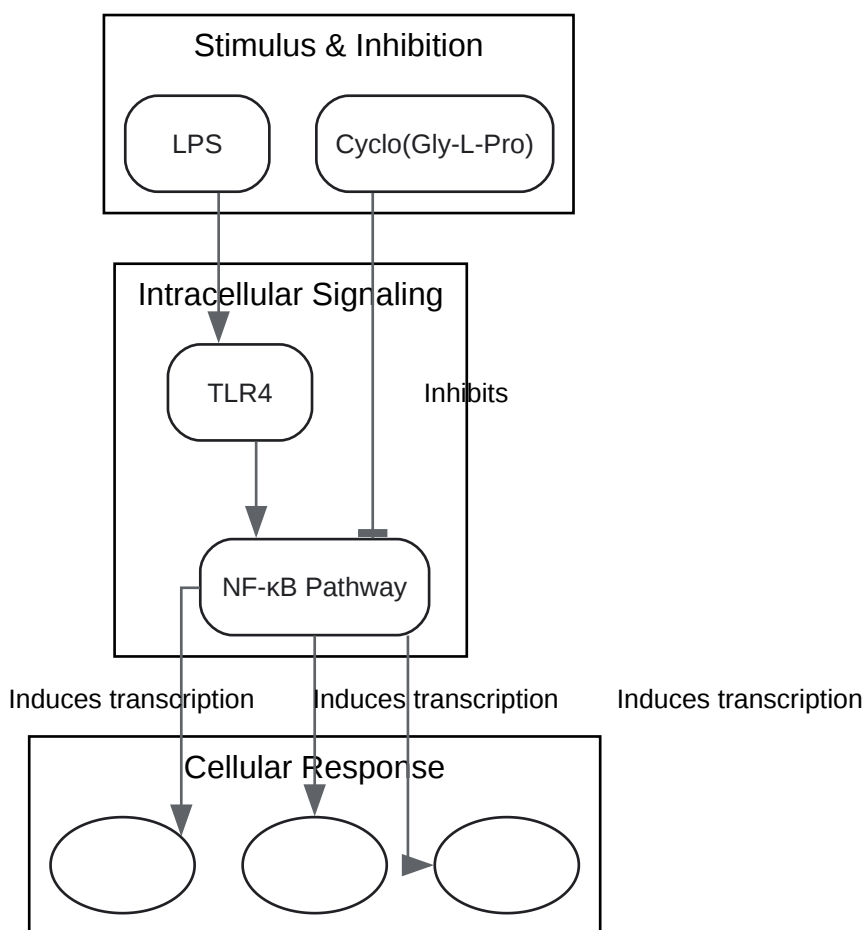 Stimulus & Inhibition
LPS
Cyclo(Gly-L-Pro)
Intracellular Signaling
TLR4
Inhibits
NF-κB Pathway
Induces transcription
Induces transcription
Induces transcription
Cellular Response